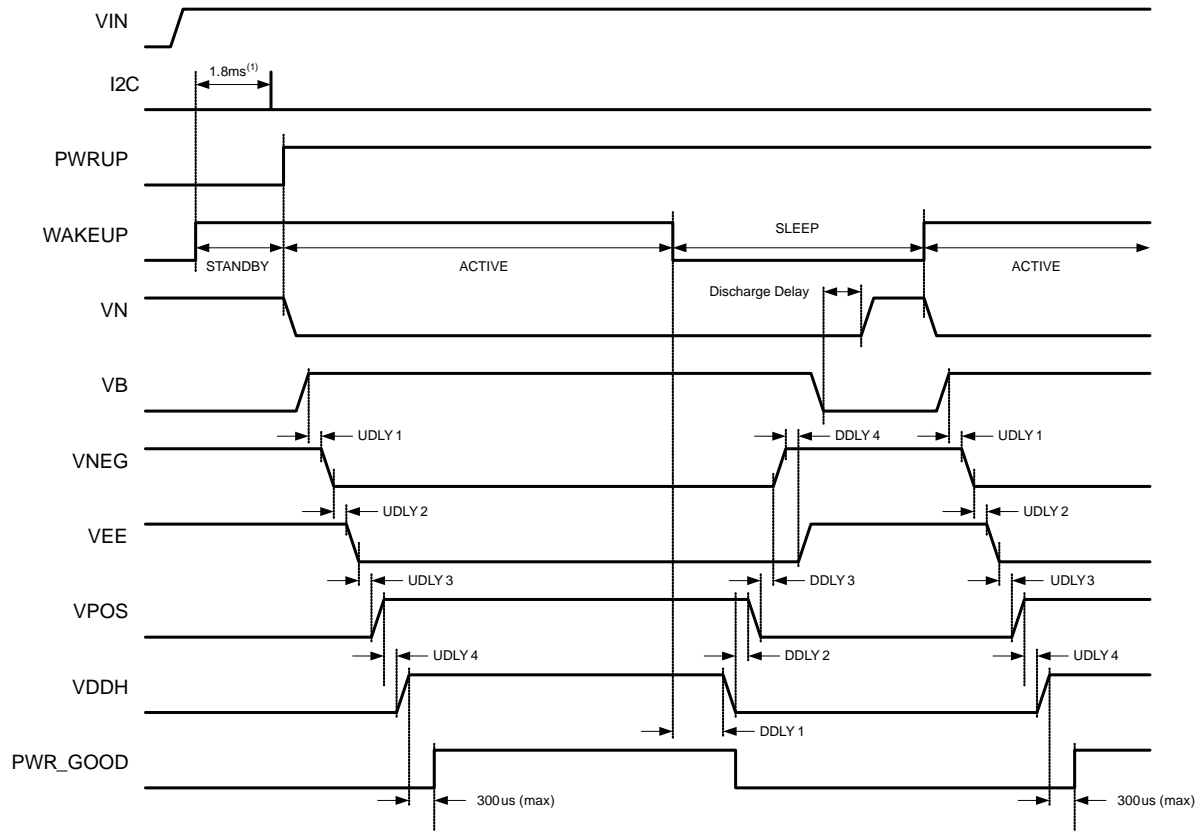 VIN
1.8ms(1)
I2C
PWRUP
WAKEUP
SLEEP
STANDBY
ACTIVE
ACTIVE
Discharge Delay
VN
VB
UDLY 1
DDLY 4
UDLY 1
VNEG
UDLY 2
UDLY 2
VEE
UDLY 3
DDLY 3
UDLY 3
VPOS
UDLY 4
DDLY 2
UDLY 4
VDDH
DDLY 1
PWR_GOOD
300us (max)
300us (max)